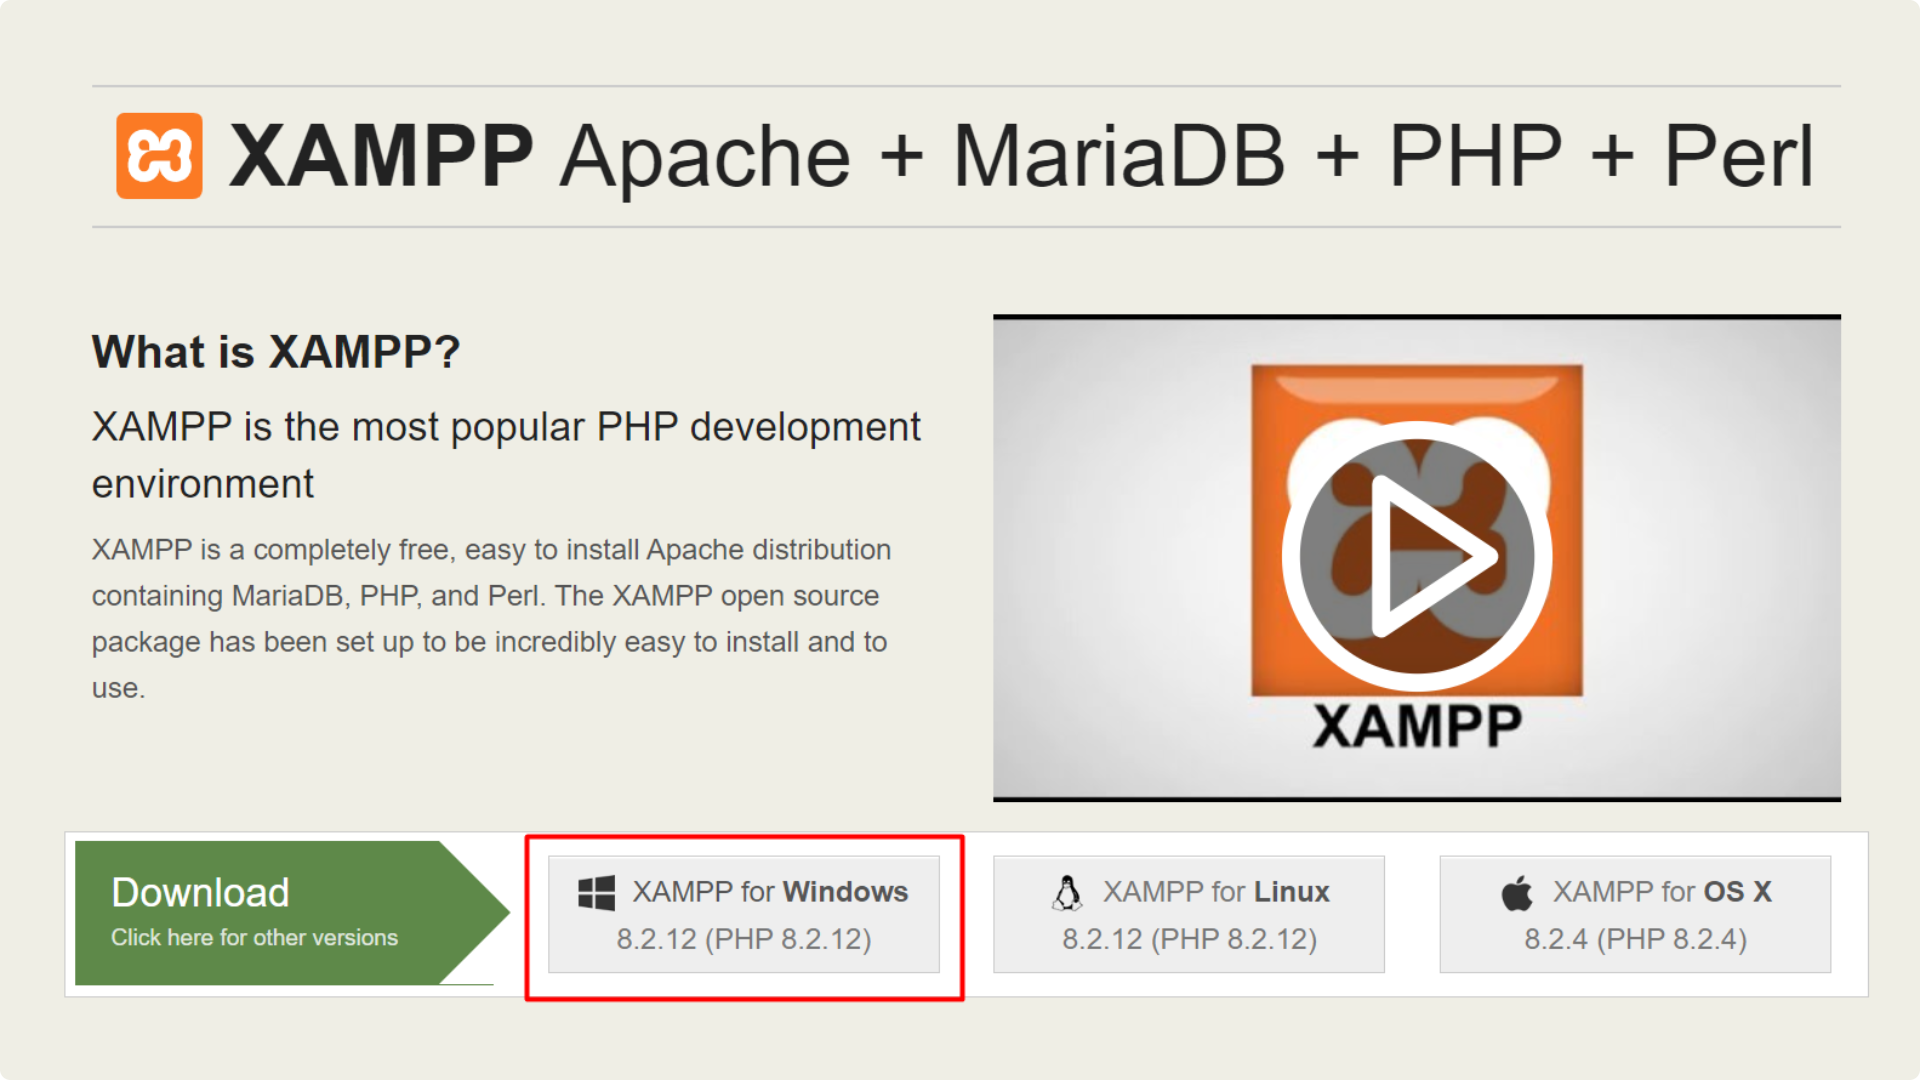 XAMPP Apache + MariaDB + PHP + Perl
What is XAMPP?
XAMPP is the most popular PHP development
environment
XAMPP is a completely free, easy to install Apache distribution
containing MariaDB, PHP, and Perl. The XAMPP open source
package has been set up to be incredibly easy to install and to
use.
XAMPP
Download
Click here for other versions
XAMPP for Windows
8.2.12 (PHP 8.2.12)
XAMPP for Linux
8.2.12 (PHP 8.2.12)
XAMPP for OS X
8.2.4 (PHP 8.2.4)